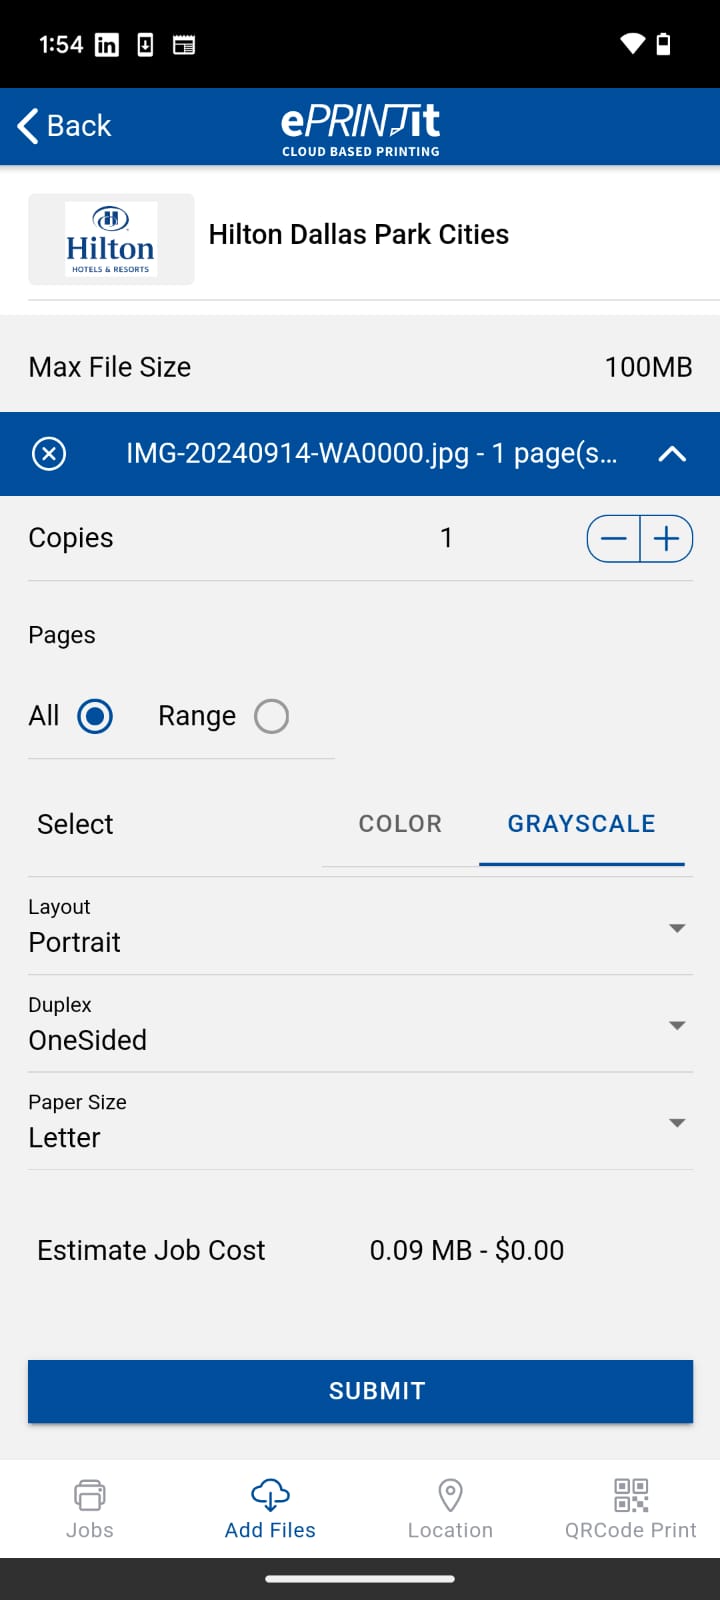 1:54
Back
ePRINTit
CLOUD BASED PRINTING
Hilton
HOTELS & RESORTS
Hilton Dallas Park Cities
Max File Size 100MB
IMG-20240914-WA0000.jpg - 1 page(s...
Copies 1
Pages
All Range
Select COLOR GRAYSCALE
Layout
Portrait
Duplex
OneSided
Paper Size
Letter
Estimate Job Cost 0.09 MB - $0.00
SUBMIT
Jobs Add Files Location QRCode Print